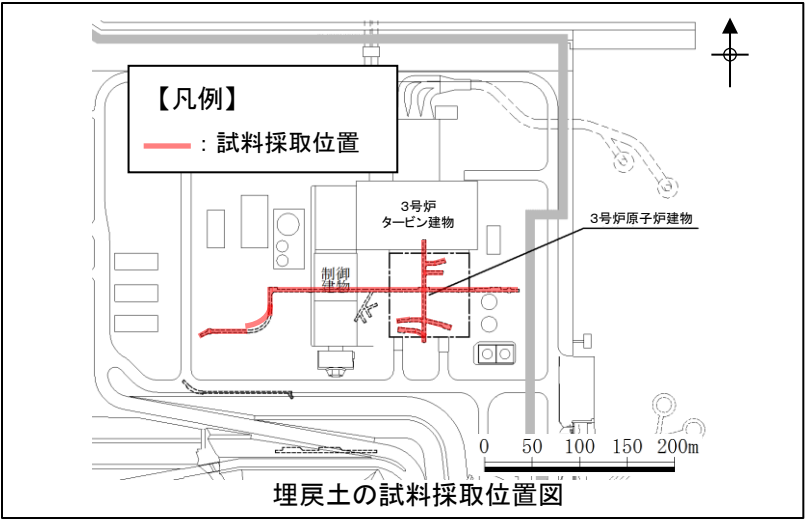 【凡例】
：試料採取位置
3号炉
タービン建物
3号炉原子炉建物
制御
建物
0 50 100 150 200m
埋戻土の試料採取位置図